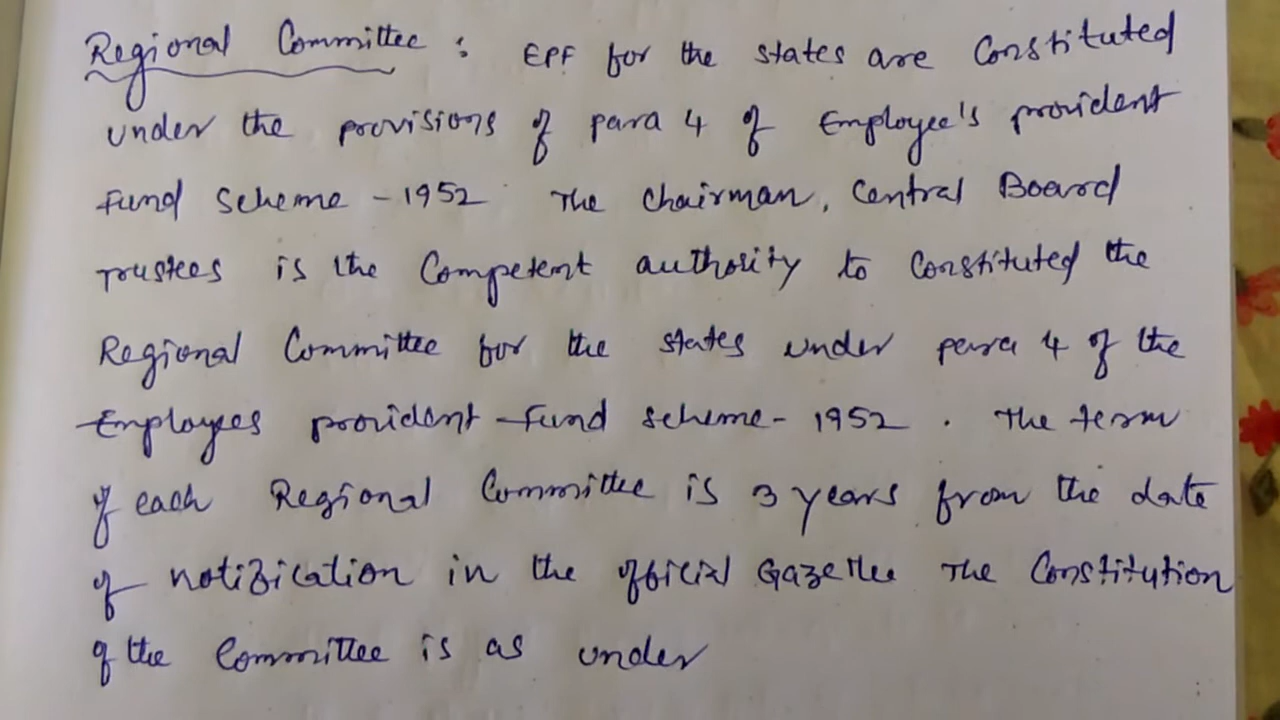 Regional Committee : EPF for the states are Constituted
under the provisions of para 4 of Employee's provident
Fund Scheme - 1952 The Chairman, Central Board
Trustees is the Competent authority to Constituted the
Regional Committee for the states under para 4 of the
Employees provident Fund scheme - 1952 . The term
of each Regional Committee is 3 years from the date
of notification in the official Gazettee The Constitution
of the Committee is as under